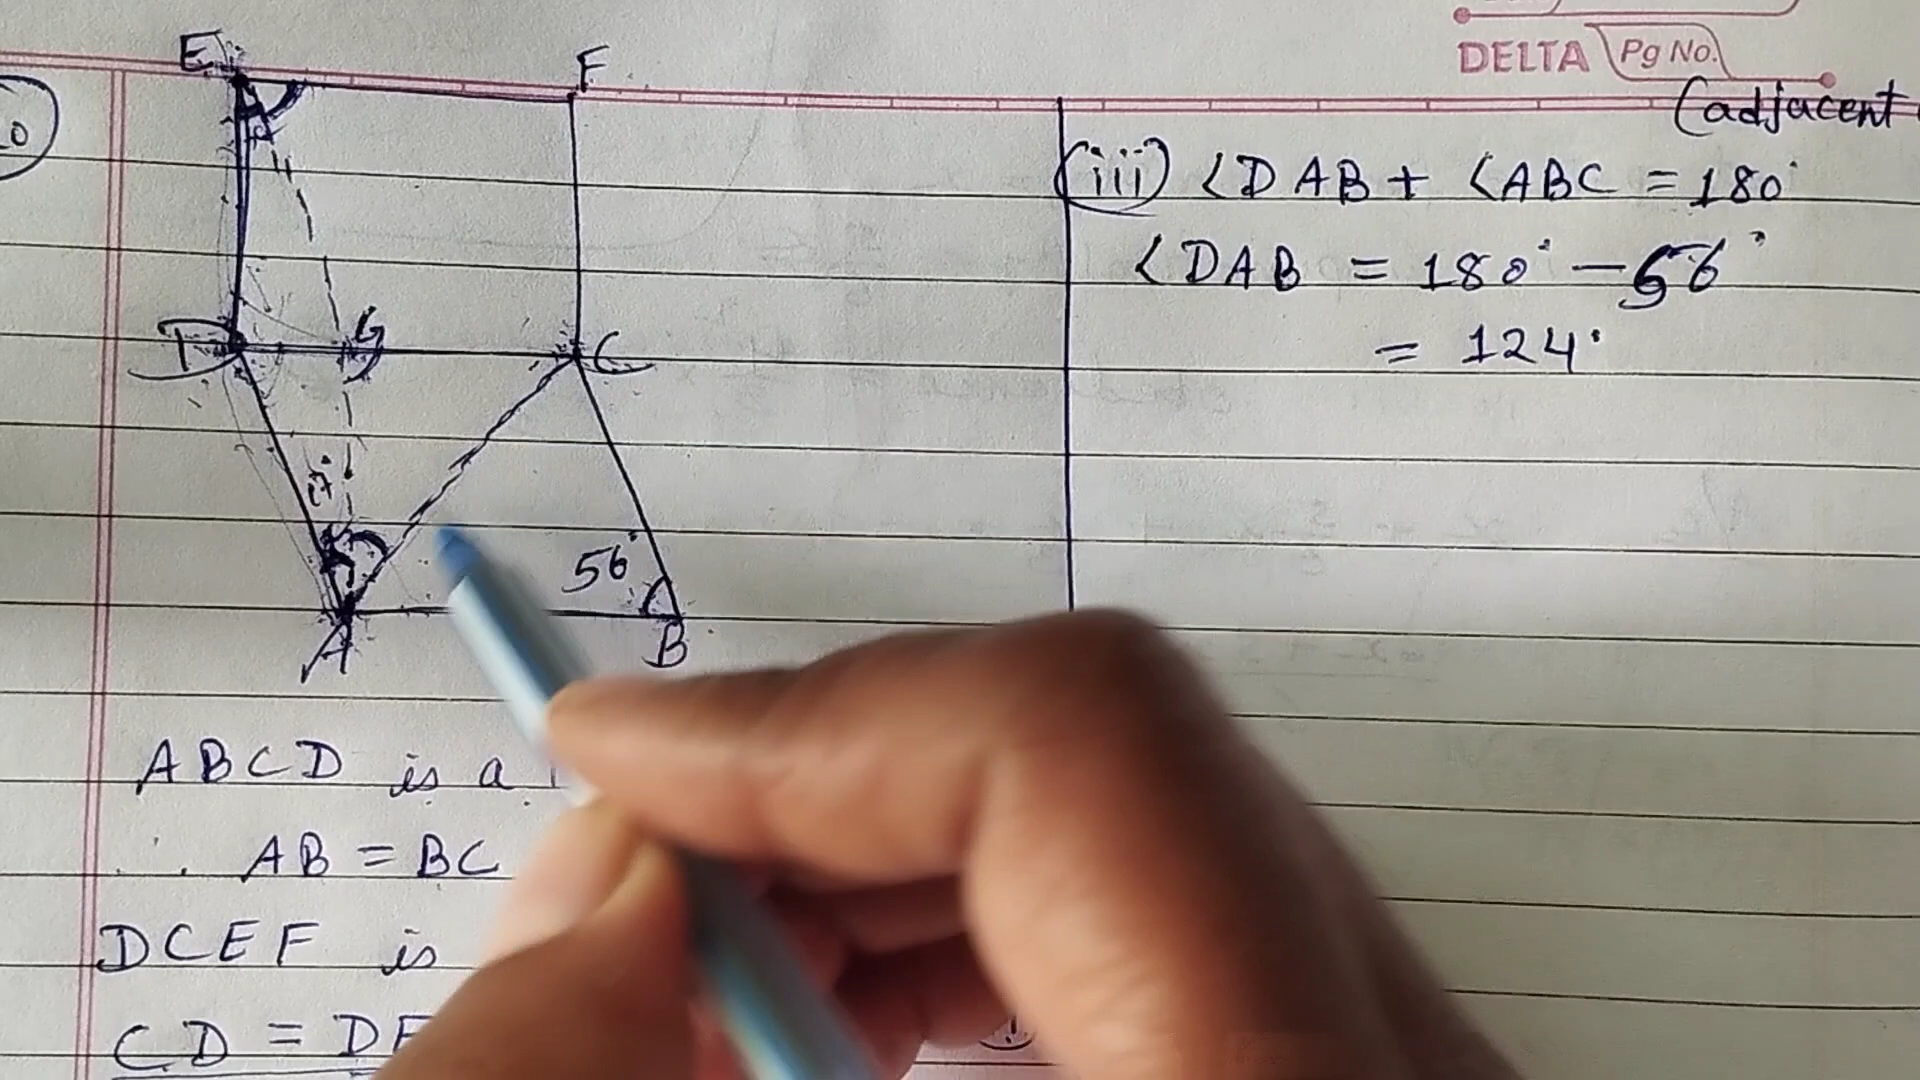 DELTA Pg No.
E
F
(adjacent
(iii) <DAB + <ABC = 180°
<DAB = 180° - 56°
= 124°
G
C
17°
56°
A
B
ABCD is a
∴ AB = BC
DCEF is
CD = DE